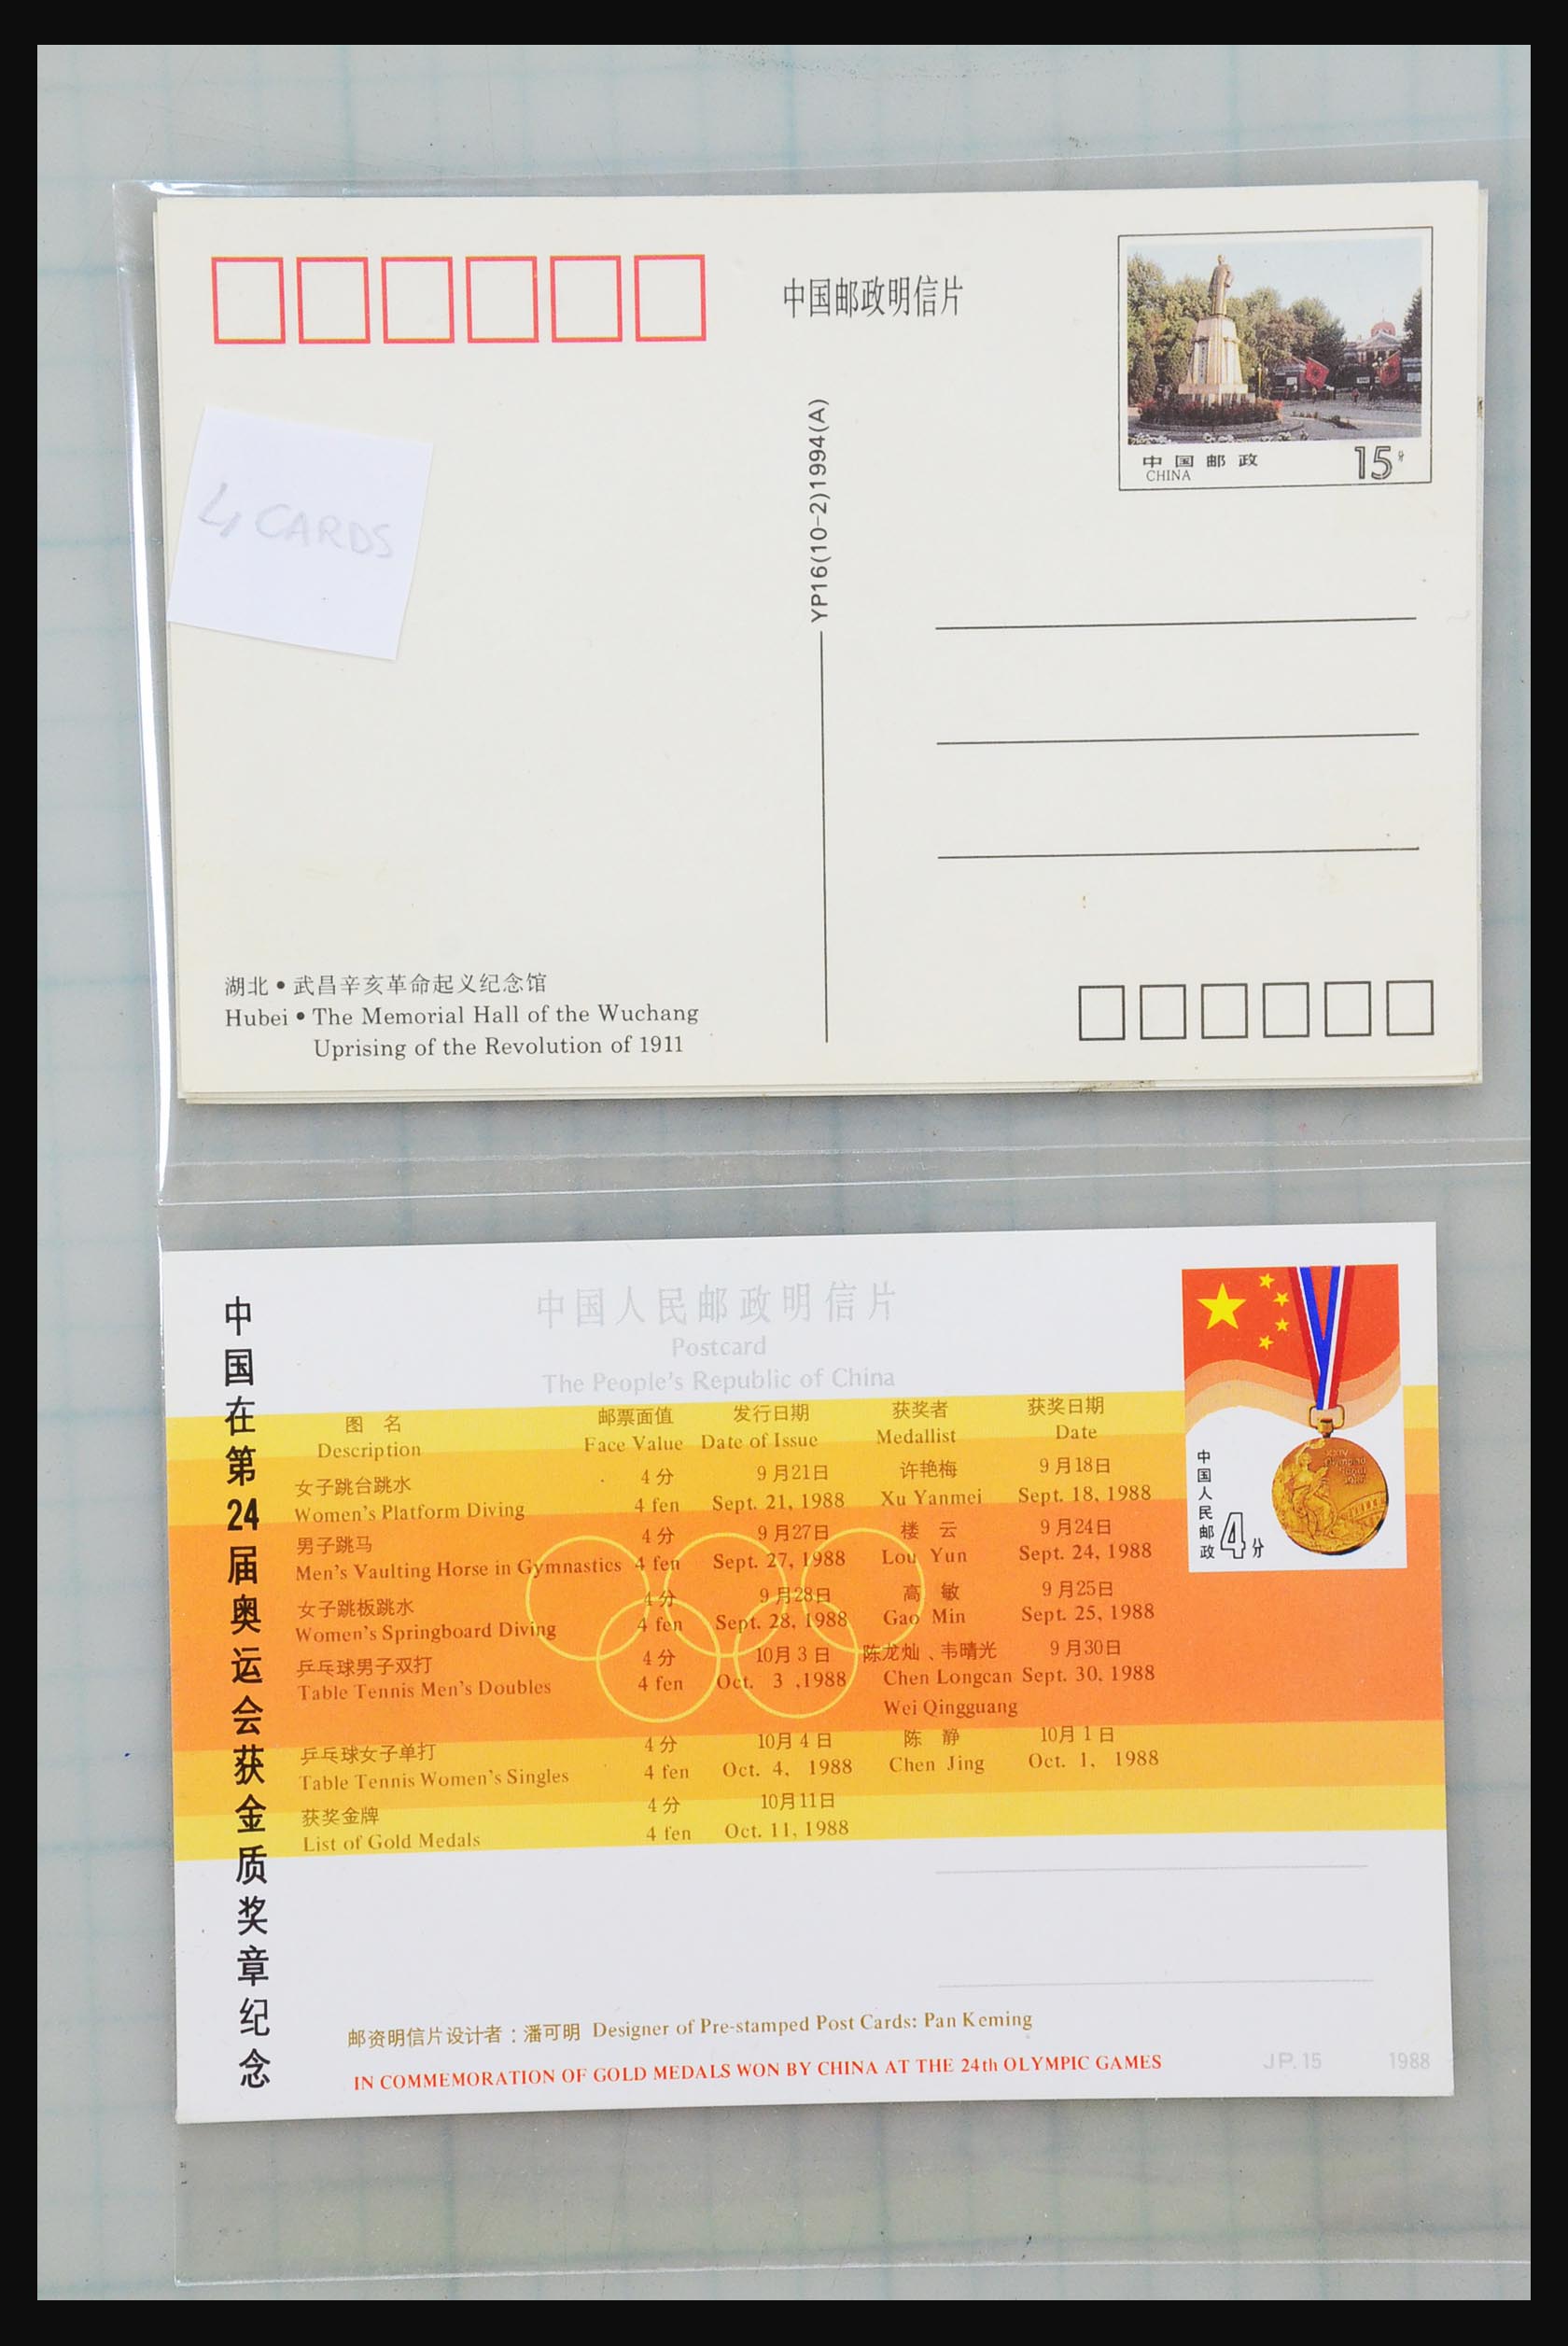 中国邮政明信片
中国邮政
CHINA
15分
4 CARDS
YP16(10-2)1994(A)
湖北•武昌辛亥革命起义纪念馆
Hubei • The Memorial Hall of the Wuchang
Uprising of the Revolution of 1911
中国在第24届奥运会获金质奖章纪念
中国人民邮政明信片
Postcard
The People's Republic of China
中国人民邮政
4分
图 名 邮票面值 发行日期 获奖者 获奖日期
Description Face Value Date of Issue Medallist Date
女子跳台跳水 4分 9月21日 许艳梅 9月18日
Women's Platform Diving 4 fen Sept. 21, 1988 Xu Yanmei Sept. 18, 1988
男子跳马 4分 9月27日 楼 云 9月24日
Men's Vaulting Horse in Gymnastics 4 fen Sept. 27, 1988 Lou Yun Sept. 24, 1988
女子跳板跳水 4分 9月28日 高 敏 9月25日
Women's Springboard Diving 4 fen Sept. 28, 1988 Gao Min Sept. 25, 1988
乒乓球男子双打 4分 10月3日 陈龙灿、韦晴光 9月30日
Table Tennis Men's Doubles 4 fen Oct. 3 ,1988 Chen Longcan Sept. 30, 1988
Wei Qingguang
乒乓球女子单打 4分 10月4日 陈 静 10月1日
Table Tennis Women's Singles 4 fen Oct. 4, 1988 Chen Jing Oct. 1, 1988
获奖金牌 4分 10月11日
List of Gold Medals 4 fen Oct. 11, 1988
邮资明信片设计者：潘可明 Designer of Pre-stamped Post Cards: Pan Keming
IN COMMEMORATION OF GOLD MEDALS WON BY CHINA AT THE 24th OLYMPIC GAMES
JP.15 1988